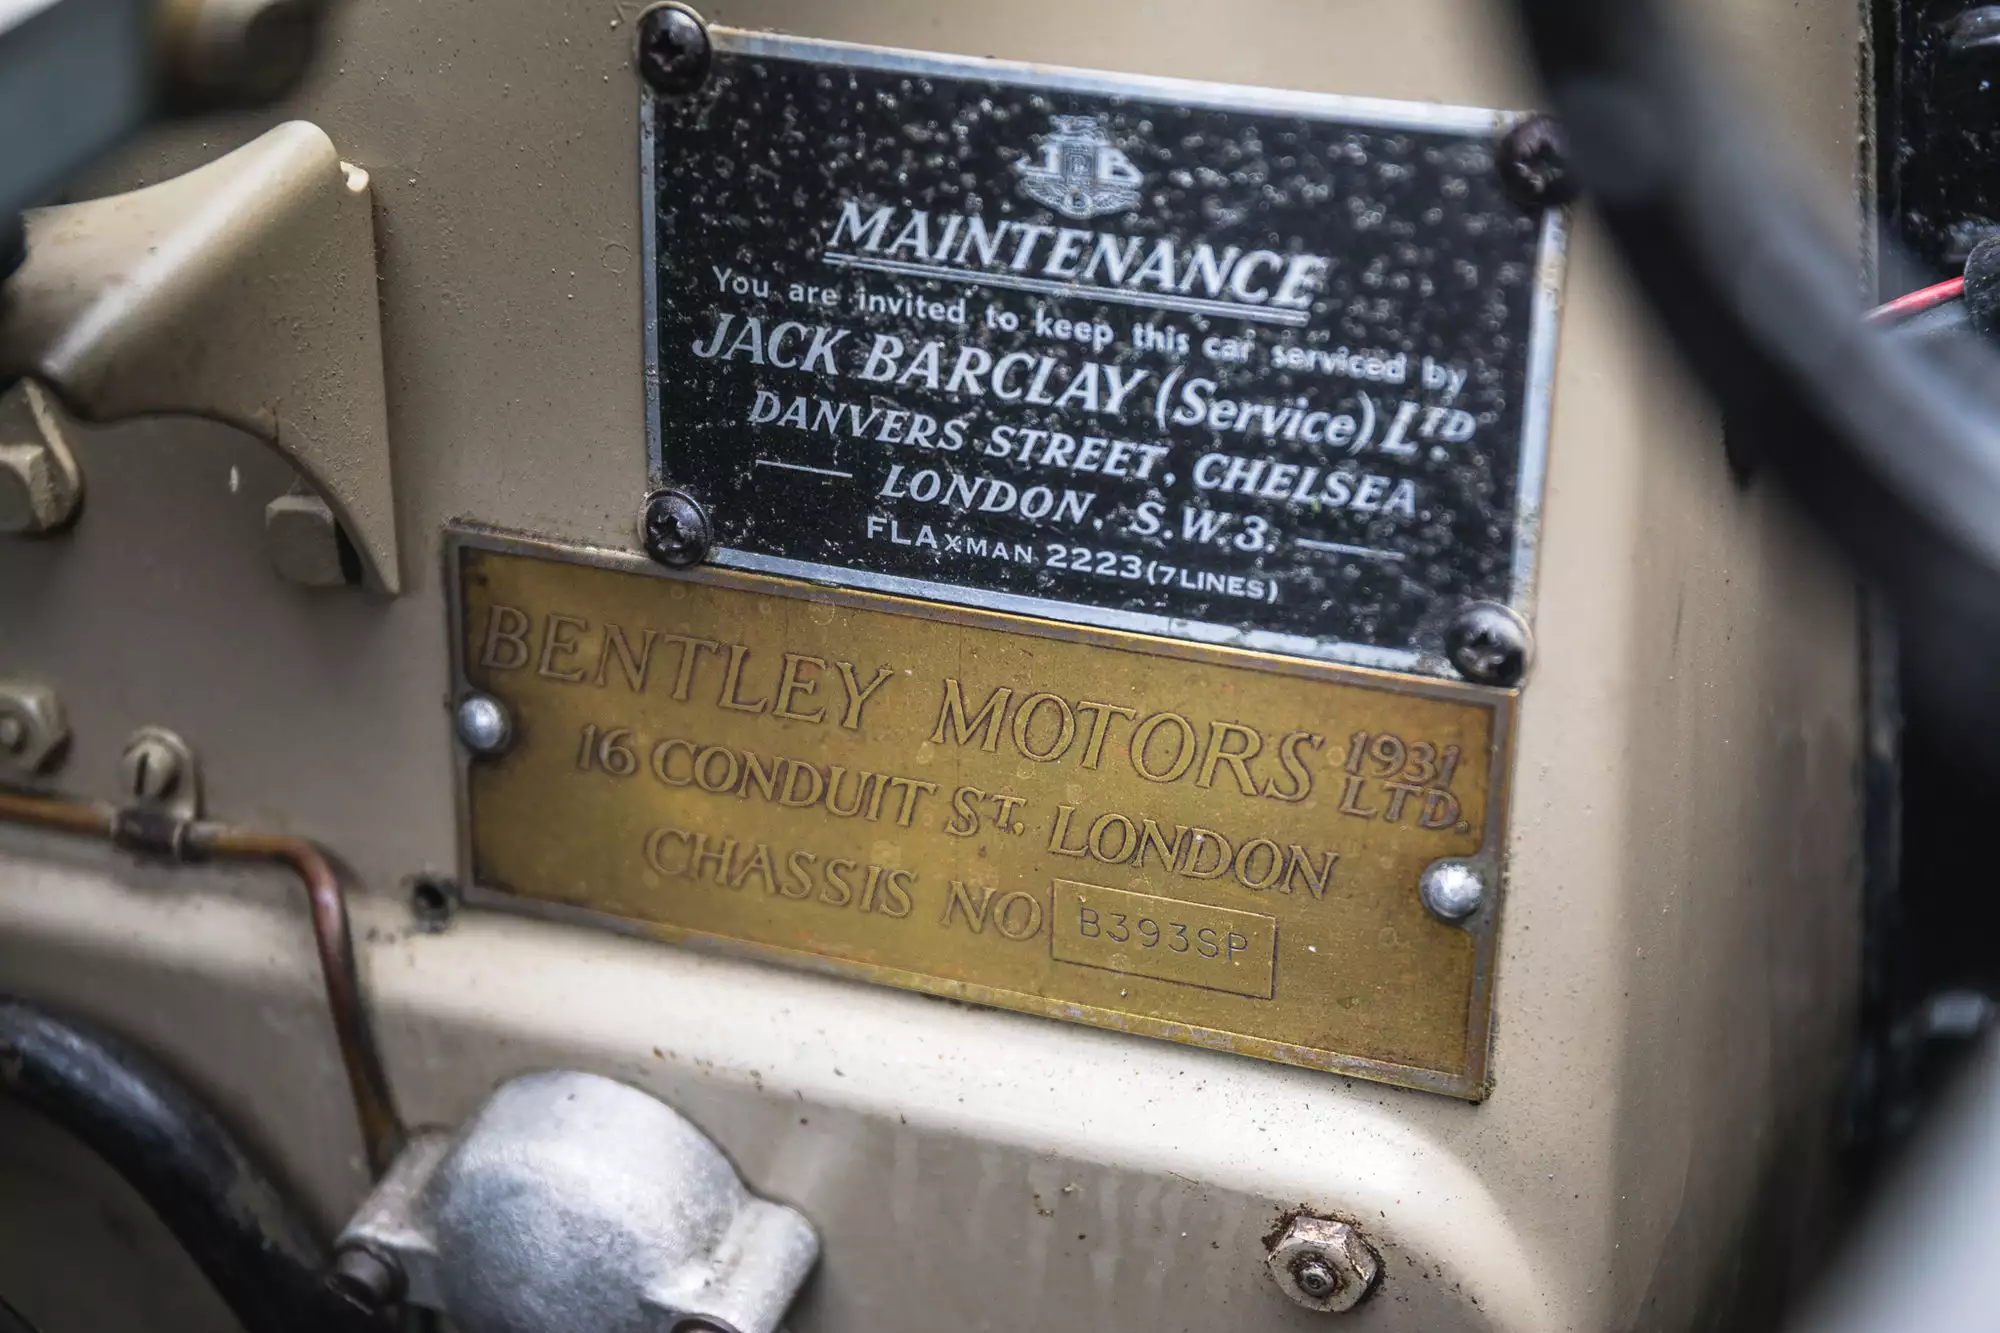 JB
MAINTENANCE
You are invited to keep this car serviced by
JACK BARCLAY (Service) LTD.
DANVERS STREET, CHELSEA
LONDON, S.W.3.
FLAXMAN 2223 (7 LINES)
BENTLEY MOTORS 1931 LTD.
16 CONDUIT ST. LONDON
CHASSIS NO B393SP